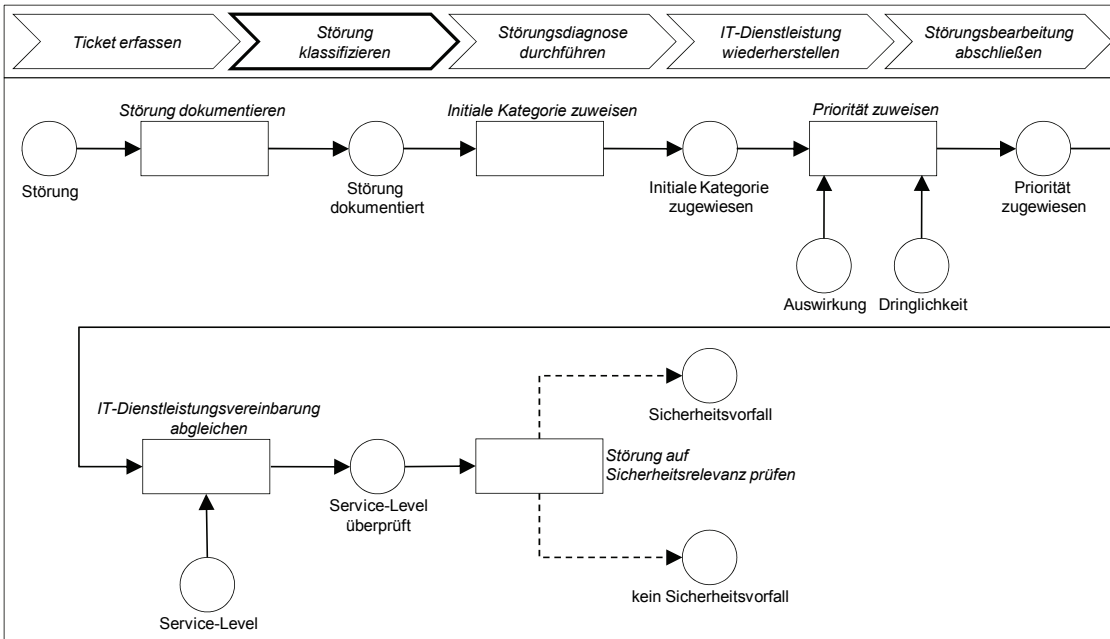 Ticket erfassen
Störung
klassifizieren
Störungsdiagnose
durchführen
IT-Dienstleistung
wiederherstellen
Störungsbearbeitung
abschließen
Störung dokumentieren
Initiale Kategorie zuweisen
Priorität zuweisen
Störung
Störung
dokumentiert
Initiale Kategorie
zugewiesen
Priorität
zugewiesen
Auswirkung
Dringlichkeit
IT-Dienstleistungsvereinbarung
abgleichen
Sicherheitsvorfall
Störung auf
Sicherheitsrelevanz prüfen
Service-Level
überprüft
kein Sicherheitsvorfall
Service-Level